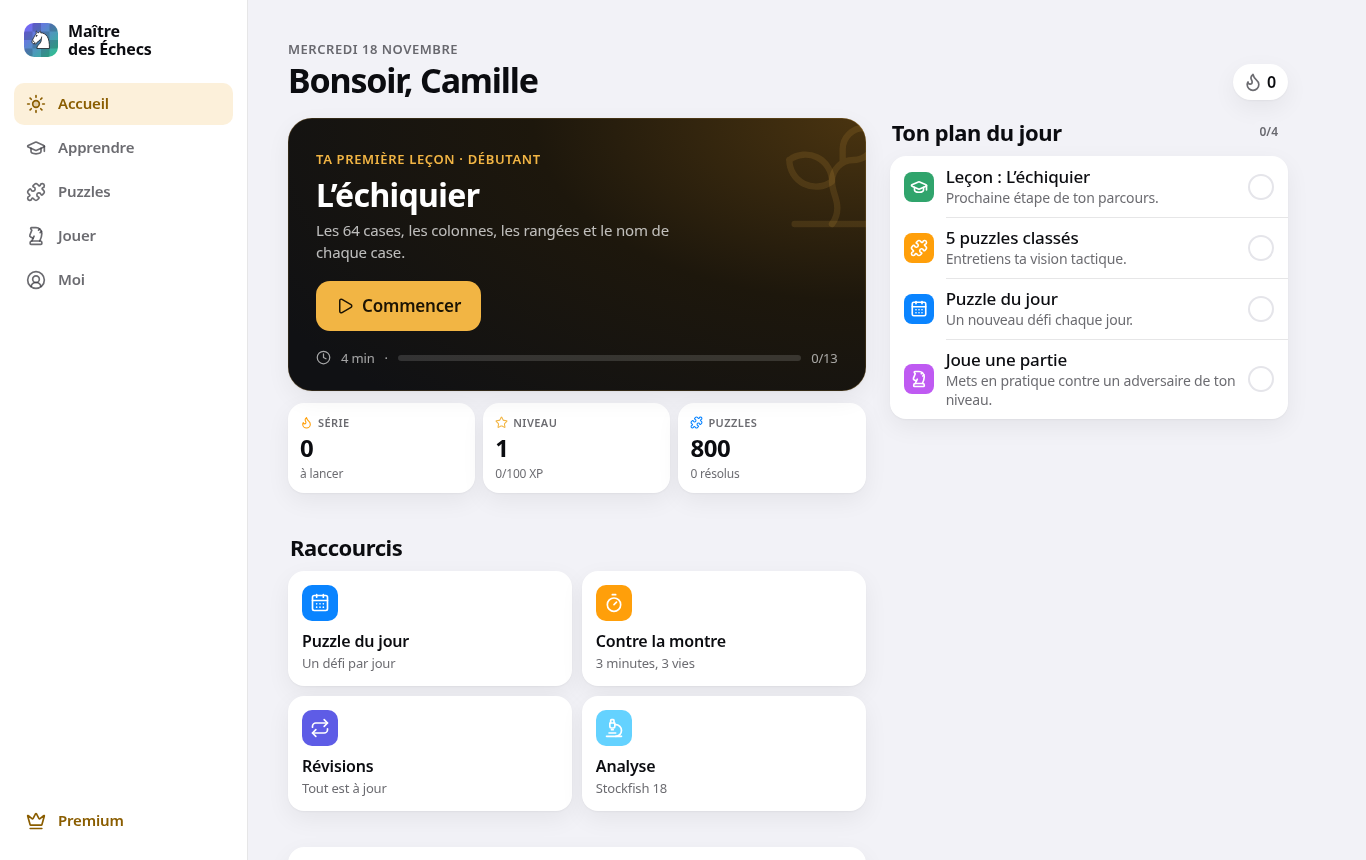 Maître
des Échecs
Accueil
Apprendre
Puzzles
Jouer
Moi
Premium
MERCREDI 18 NOVEMBRE
Bonsoir, Camille
0
TA PREMIÈRE LEÇON · DÉBUTANT
L’échiquier
Les 64 cases, les colonnes, les rangées et le nom de
chaque case.
Commencer
4 min ·
0/13
SÉRIE
0
à lancer
NIVEAU
1
0/100 XP
PUZZLES
800
0 résolus
Raccourcis
Puzzle du jour
Un défi par jour
Contre la montre
3 minutes, 3 vies
Révisions
Tout est à jour
Analyse
Stockfish 18
Ton plan du jour
0/4
Leçon : L’échiquier
Prochaine étape de ton parcours.
5 puzzles classés
Entretiens ta vision tactique.
Puzzle du jour
Un nouveau défi chaque jour.
Joue une partie
Mets en pratique contre un adversaire de ton
niveau.